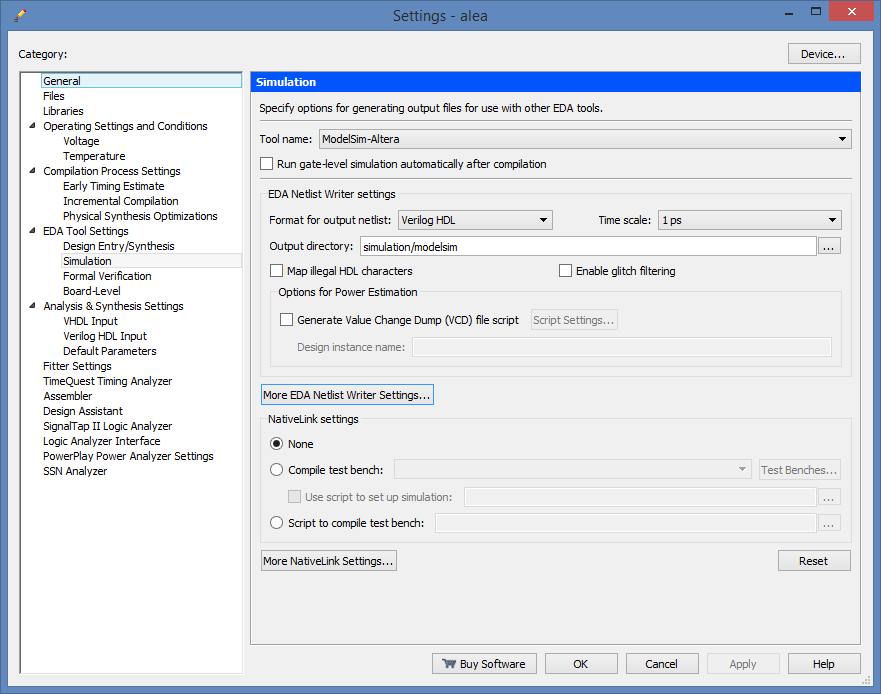 Settings - alea
Category:
Device...
General
Files
Libraries
Operating Settings and Conditions
Voltage
Temperature
Compilation Process Settings
Early Timing Estimate
Incremental Compilation
Physical Synthesis Optimizations
EDA Tool Settings
Design Entry/Synthesis
Simulation
Formal Verification
Board-Level
Analysis & Synthesis Settings
VHDL Input
Verilog HDL Input
Default Parameters
Fitter Settings
TimeQuest Timing Analyzer
Assembler
Design Assistant
SignalTap II Logic Analyzer
Logic Analyzer Interface
PowerPlay Power Analyzer Settings
SSN Analyzer
Simulation
Specify options for generating output files for use with other EDA tools.
Tool name: ModelSim-Altera
Run gate-level simulation automatically after compilation
EDA Netlist Writer settings
Format for output netlist: Verilog HDL Time scale: 1 ps
Output directory: simulation/modelsim ...
Map illegal HDL characters Enable glitch filtering
Options for Power Estimation
Generate Value Change Dump (VCD) file script Script Settings...
Design instance name:
More EDA Netlist Writer Settings...
NativeLink settings
None
Compile test bench: Test Benches...
Use script to set up simulation: ...
Script to compile test bench: ...
More NativeLink Settings... Reset
Buy Software OK Cancel Apply Help